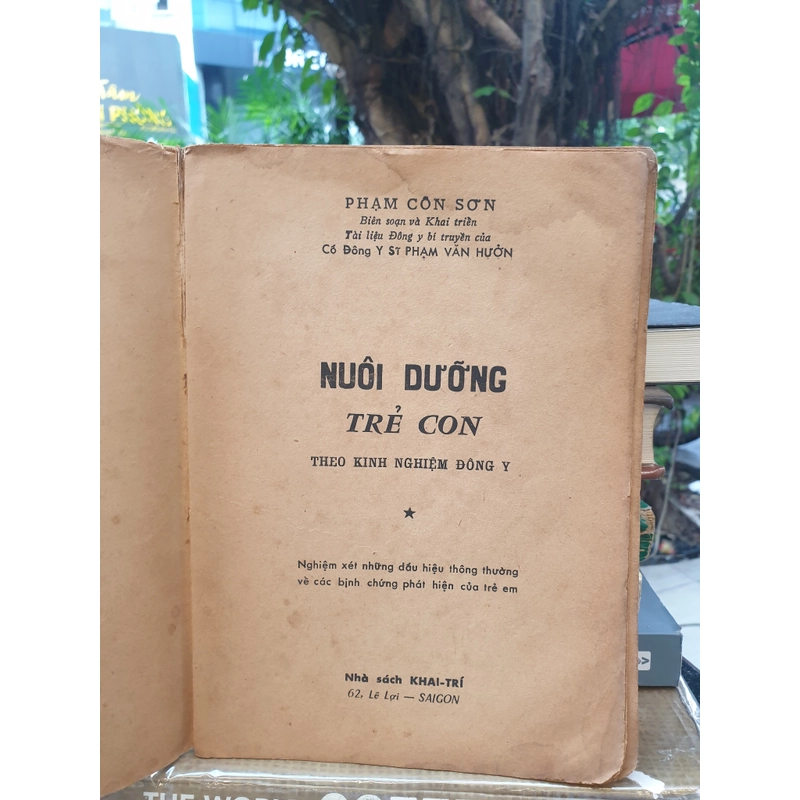 PHẠM CÔN SƠN
Biên soạn và Khai triển
Tài liệu Đông y bí truyền của
Cố Đông Y Sĩ PHẠM VĂN HƯỞN
NUÔI DƯỠNG
TRẺ CON
THEO KINH NGHIỆM ĐÔNG Y
★
Nghiệm xét những dấu hiệu thông thường
về các bịnh chứng phát hiện của trẻ em
Nhà sách KHAI-TRÍ
62, Lê Lợi — SAIGON